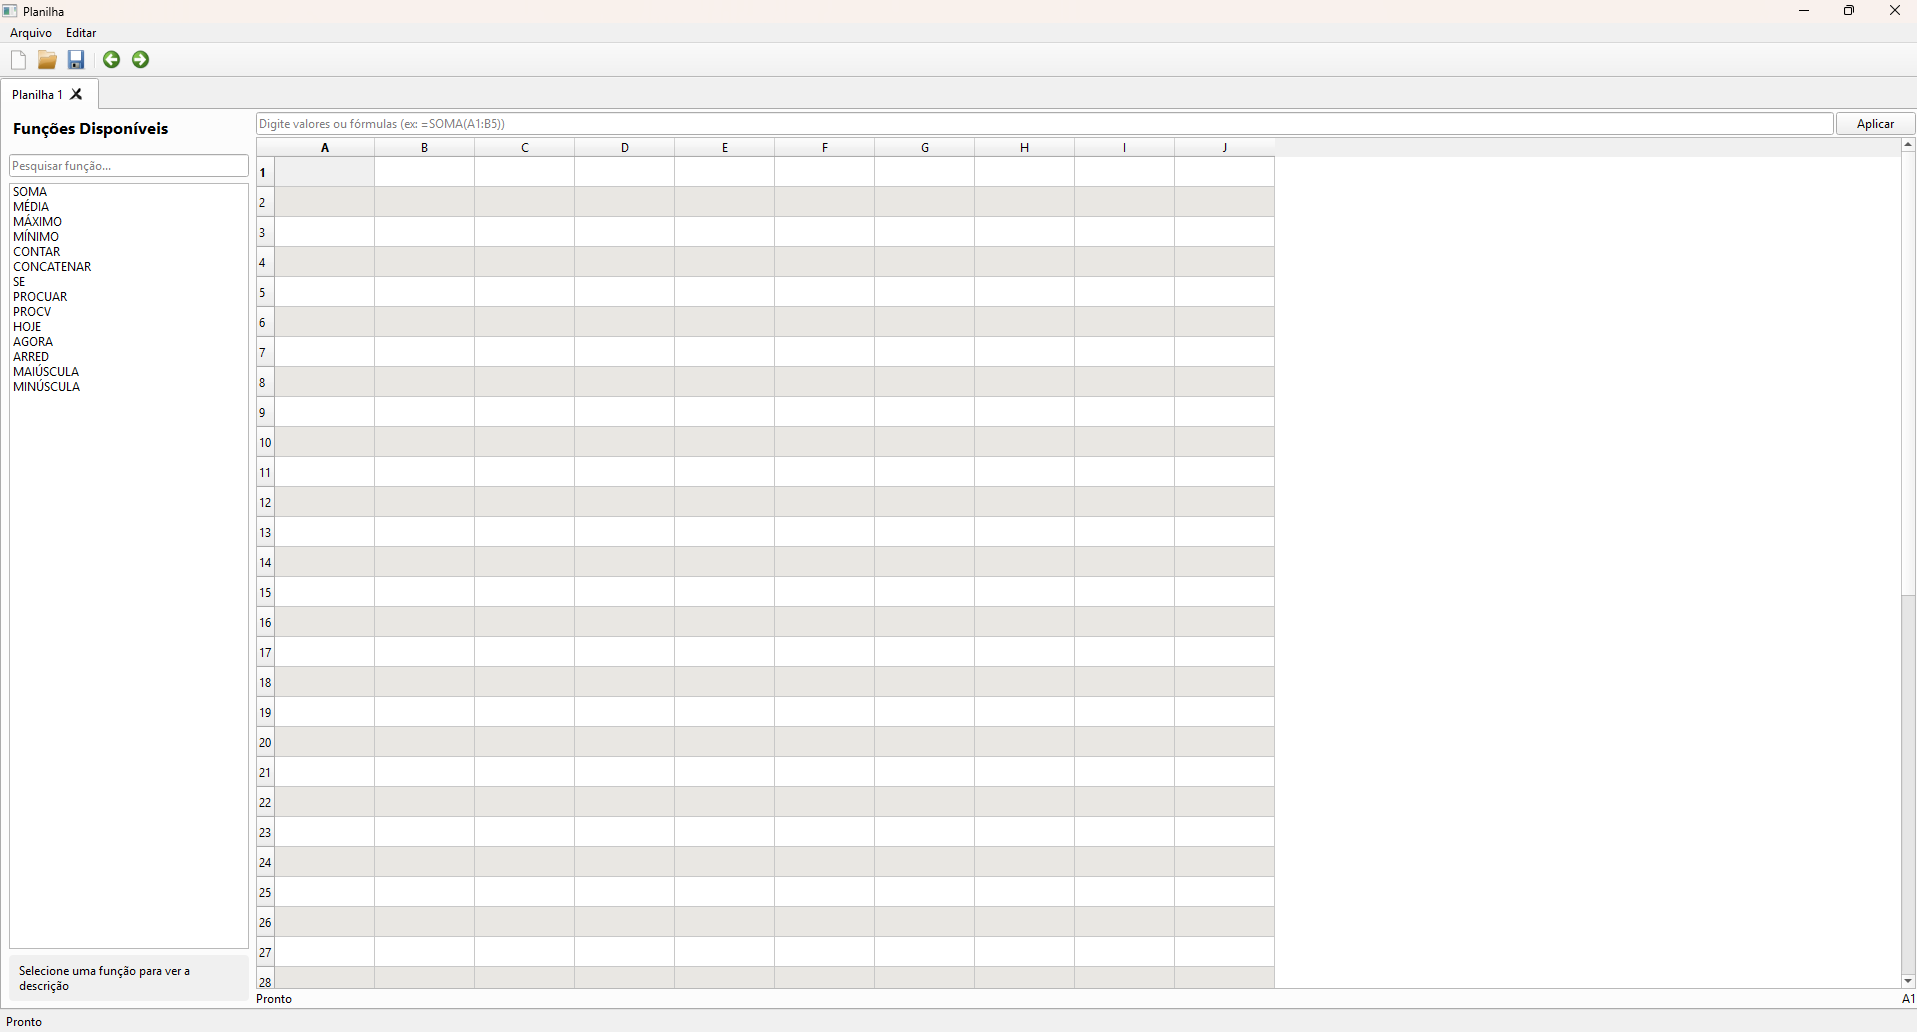 Planilha
Arquivo Editar
Planilha 1
Funções Disponíveis
Digite valores ou fórmulas (ex: =SOMA(A1:B5))
Aplicar
Pesquisar função...
SOMA
MÉDIA
MÁXIMO
MÍNIMO
CONTAR
CONCATENAR
SE
PROCUAR
PROCV
HOJE
AGORA
ARRED
MAIÚSCULA
MINÚSCULA
Selecione uma função para ver a
descrição
A B C D E F G H I J
1
2
3
4
5
6
7
8
9
10
11
12
13
14
15
16
17
18
19
20
21
22
23
24
25
26
27
28
Pronto
A1
Pronto